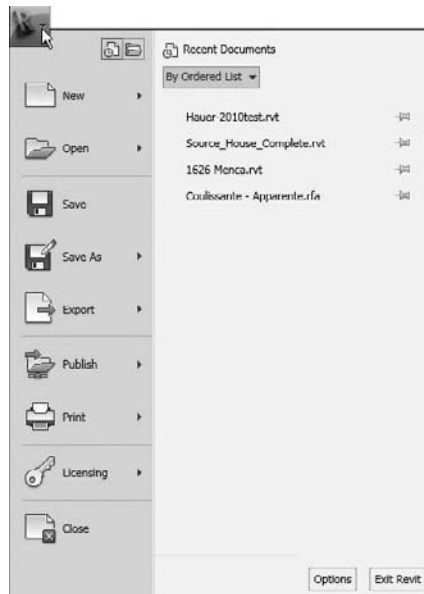 Recent Documents
By Ordered List
New
Open
Save
Save As
Export
Publish
Print
Licensing
Close
Hauer 2010test.rvt
Source_House_Complete.rvt
1626 Menca.rvt
Coulissante - Apparente.rfa
Options
Exit Revit